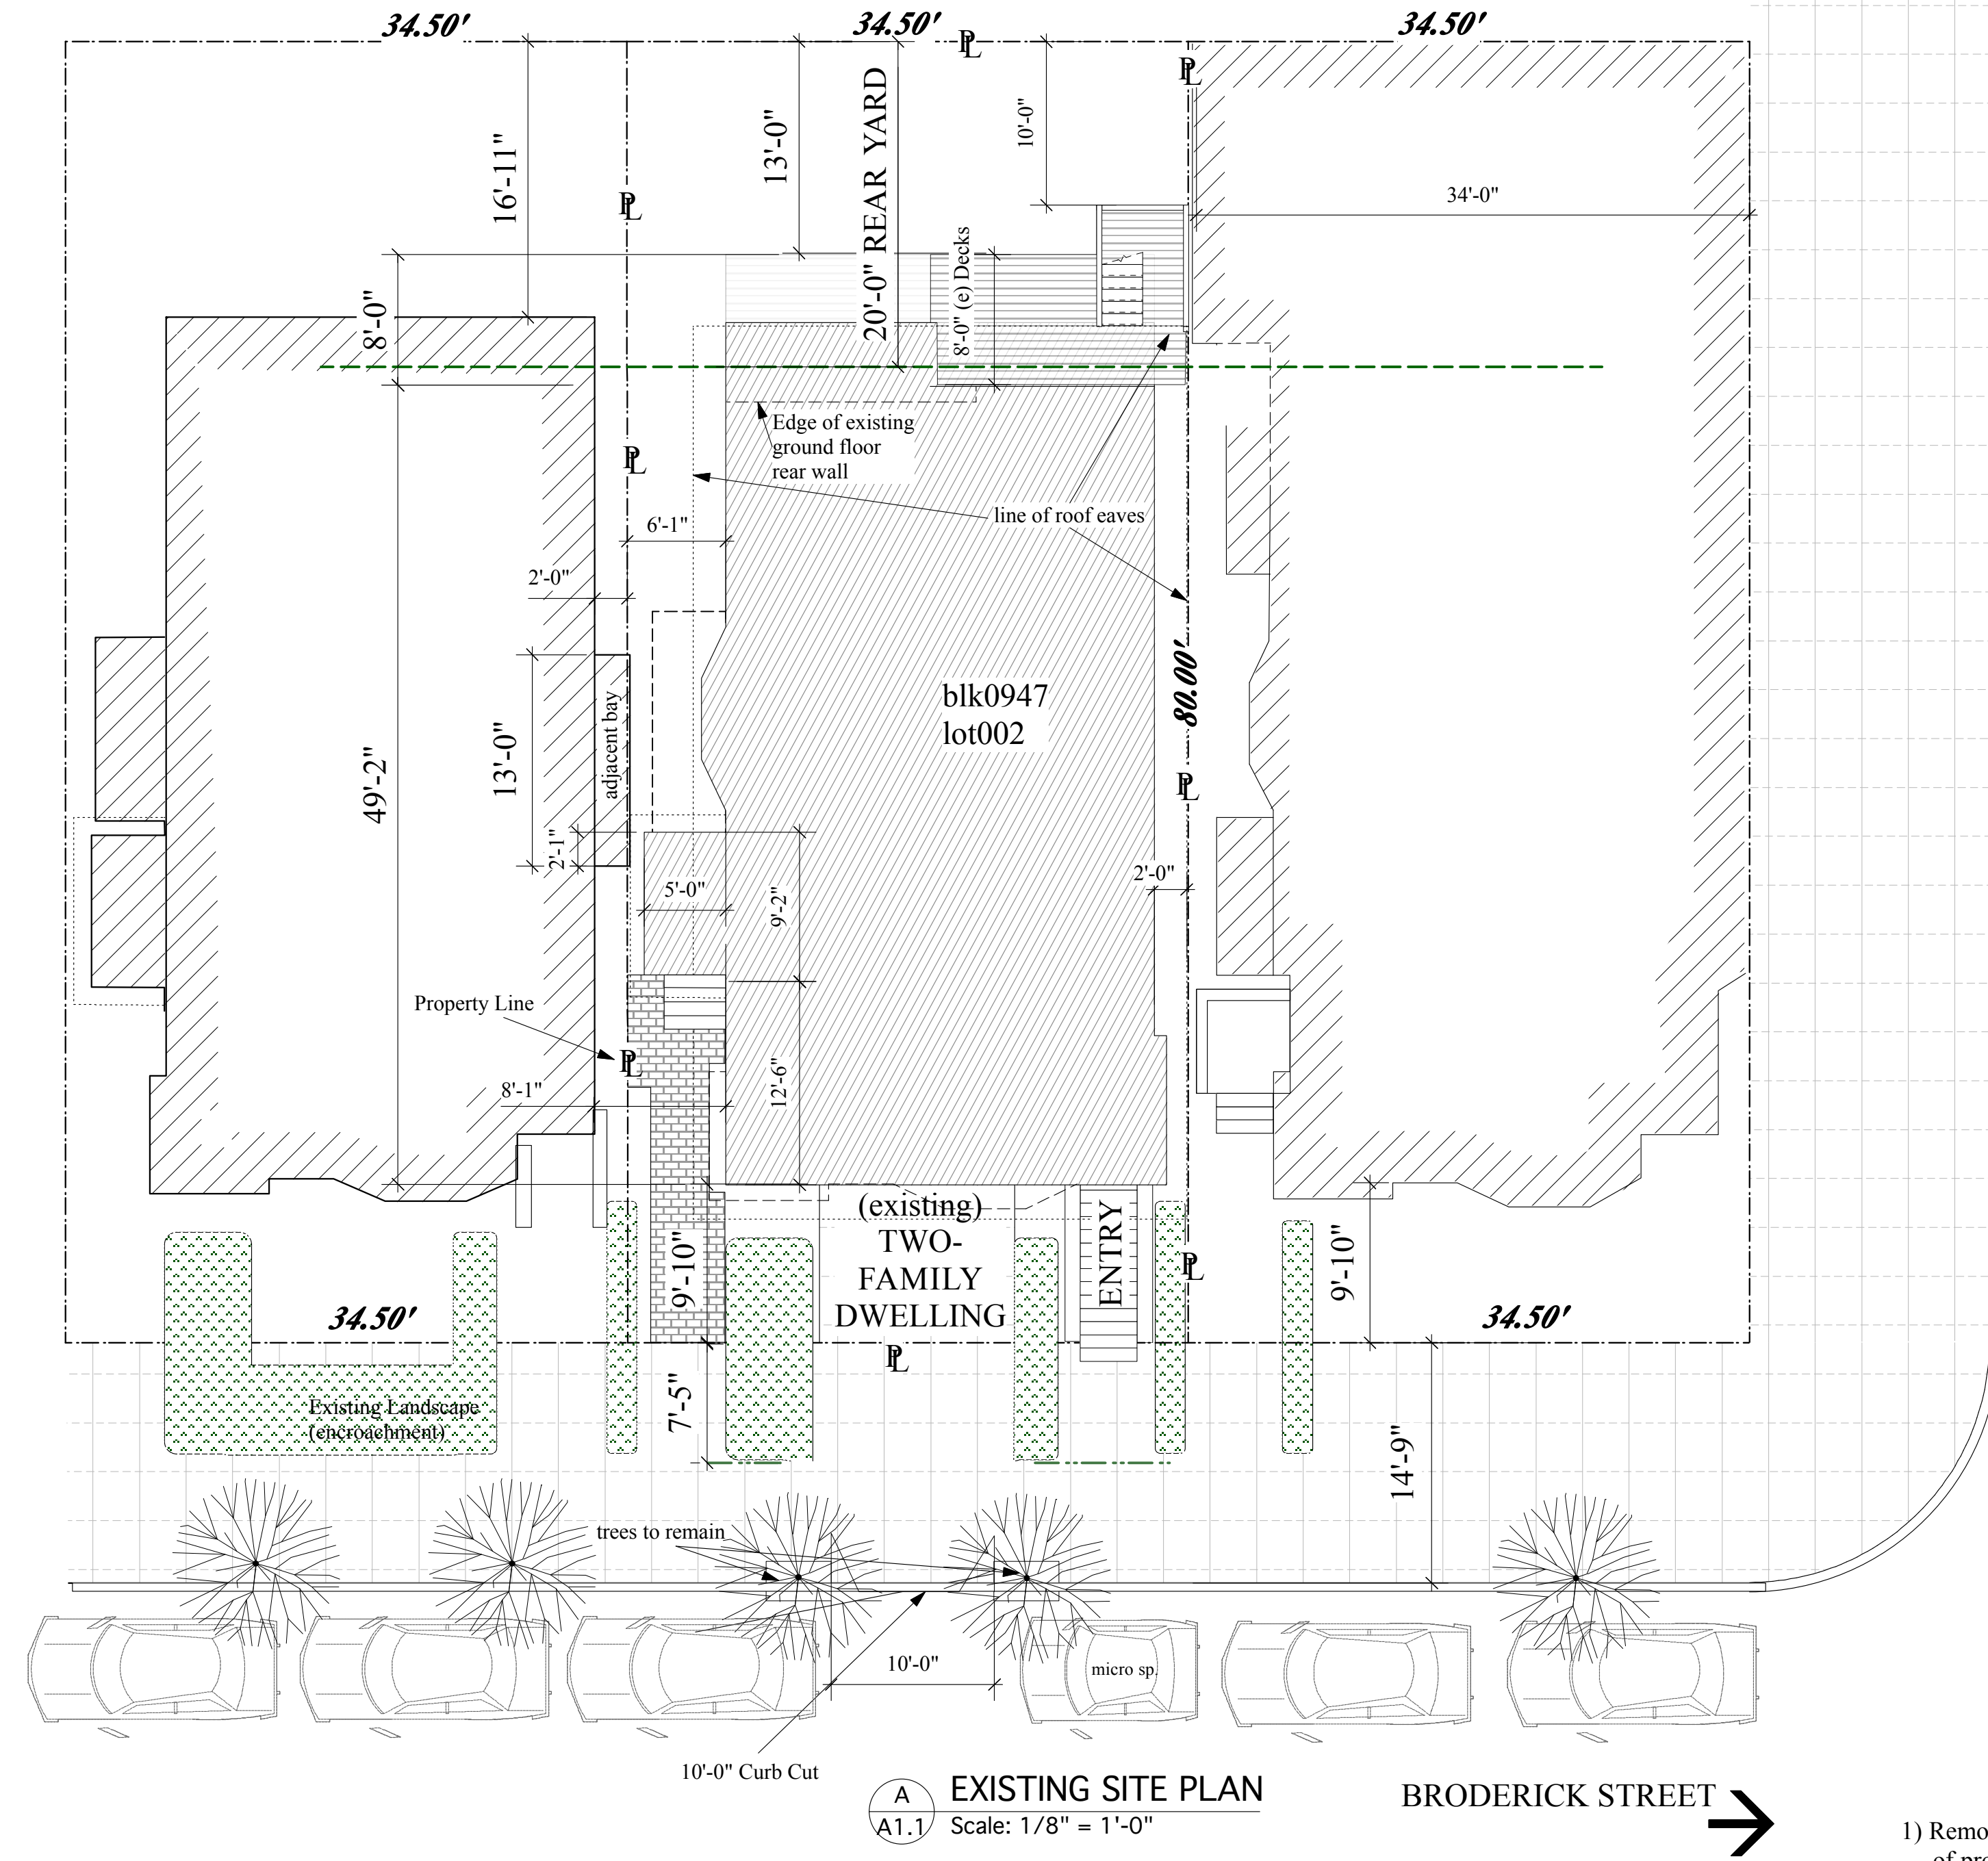 34.50' 34.50' 34.50'
PL
PL
16'-11"
13'-0"
20'-0" REAR YARD
10'-0"
34'-0"
PL
8'-0"
8'-0" (e) Decks
Edge of existing
ground floor
rear wall
PL
6'-1"
line of roof eaves
2'-0"
80.00'
blk0947
lot002
adjacent bay
13'-0"
49'-2"
PL
2'-1"
5'-0"
9'-2"
2'-0"
Property Line
PL
8'-1"
12'-6"
(existing)
TWO-
FAMILY
DWELLING
ENTRY
9'-10"
9'-10"
PL
34.50'
34.50'
PL
7'-5"
Existing Landscape
(encroachment)
14'-9"
trees to remain
10'-0"
micro sp.
10'-0" Curb Cut
A
A1.1
EXISTING SITE PLAN
Scale: 1/8" = 1'-0"
BRODERICK STREET
1) Remo
of pro